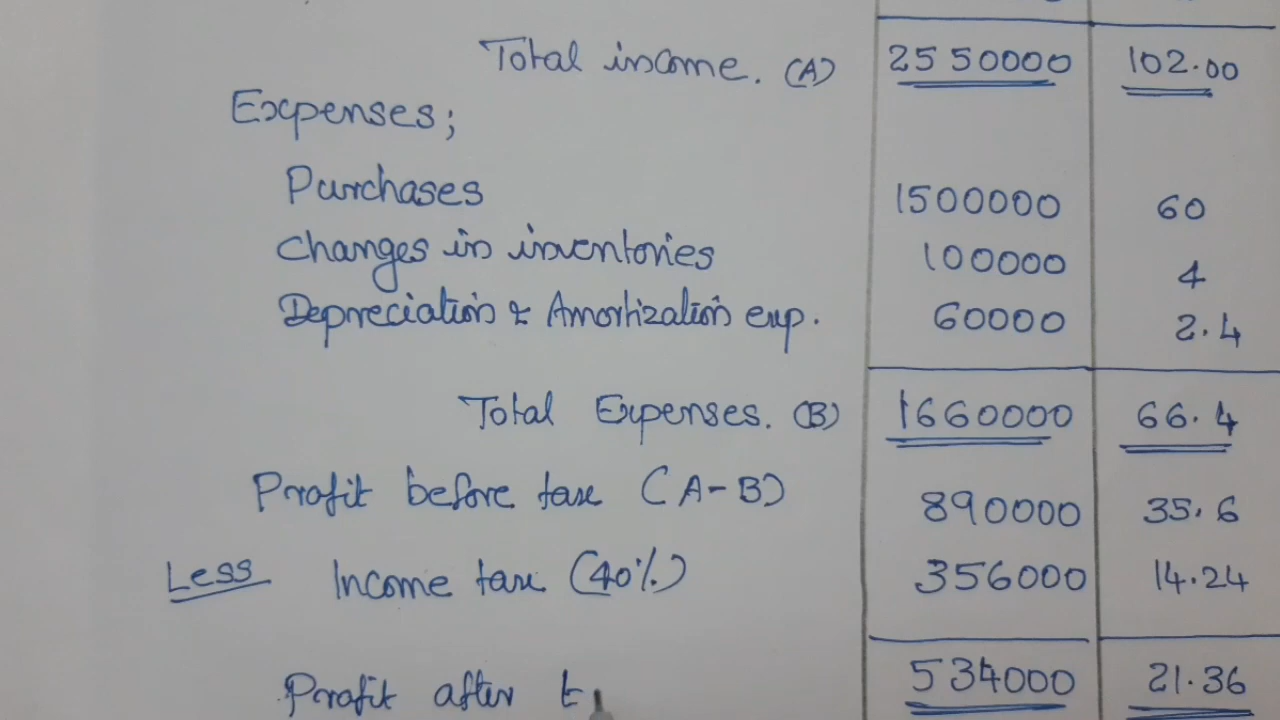 Total income. (A) 2550000 102.00
Expenses;
Purchases 1500000 60
Changes in inventories 100000 4
Depreciation & Amortization exp. 60000 2.4
Total Expenses. (B) 1660000 66.4
Profit before tax (A-B) 890000 35.6
Less Income tax (40%) 356000 14.24
Profit after t 534000 21.36